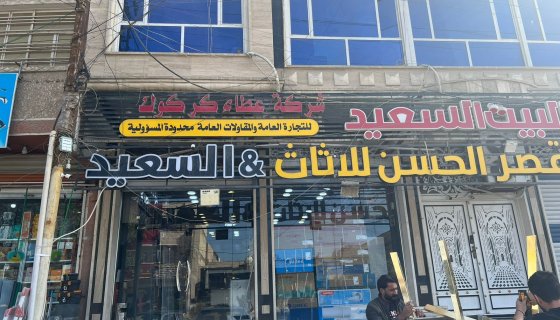 شركة عطاء كركوك
للتجارة العامة والمقاولات العامة محدودة المسؤولية
البيت السعيد
قصر الحسن للاثاث & السعيد